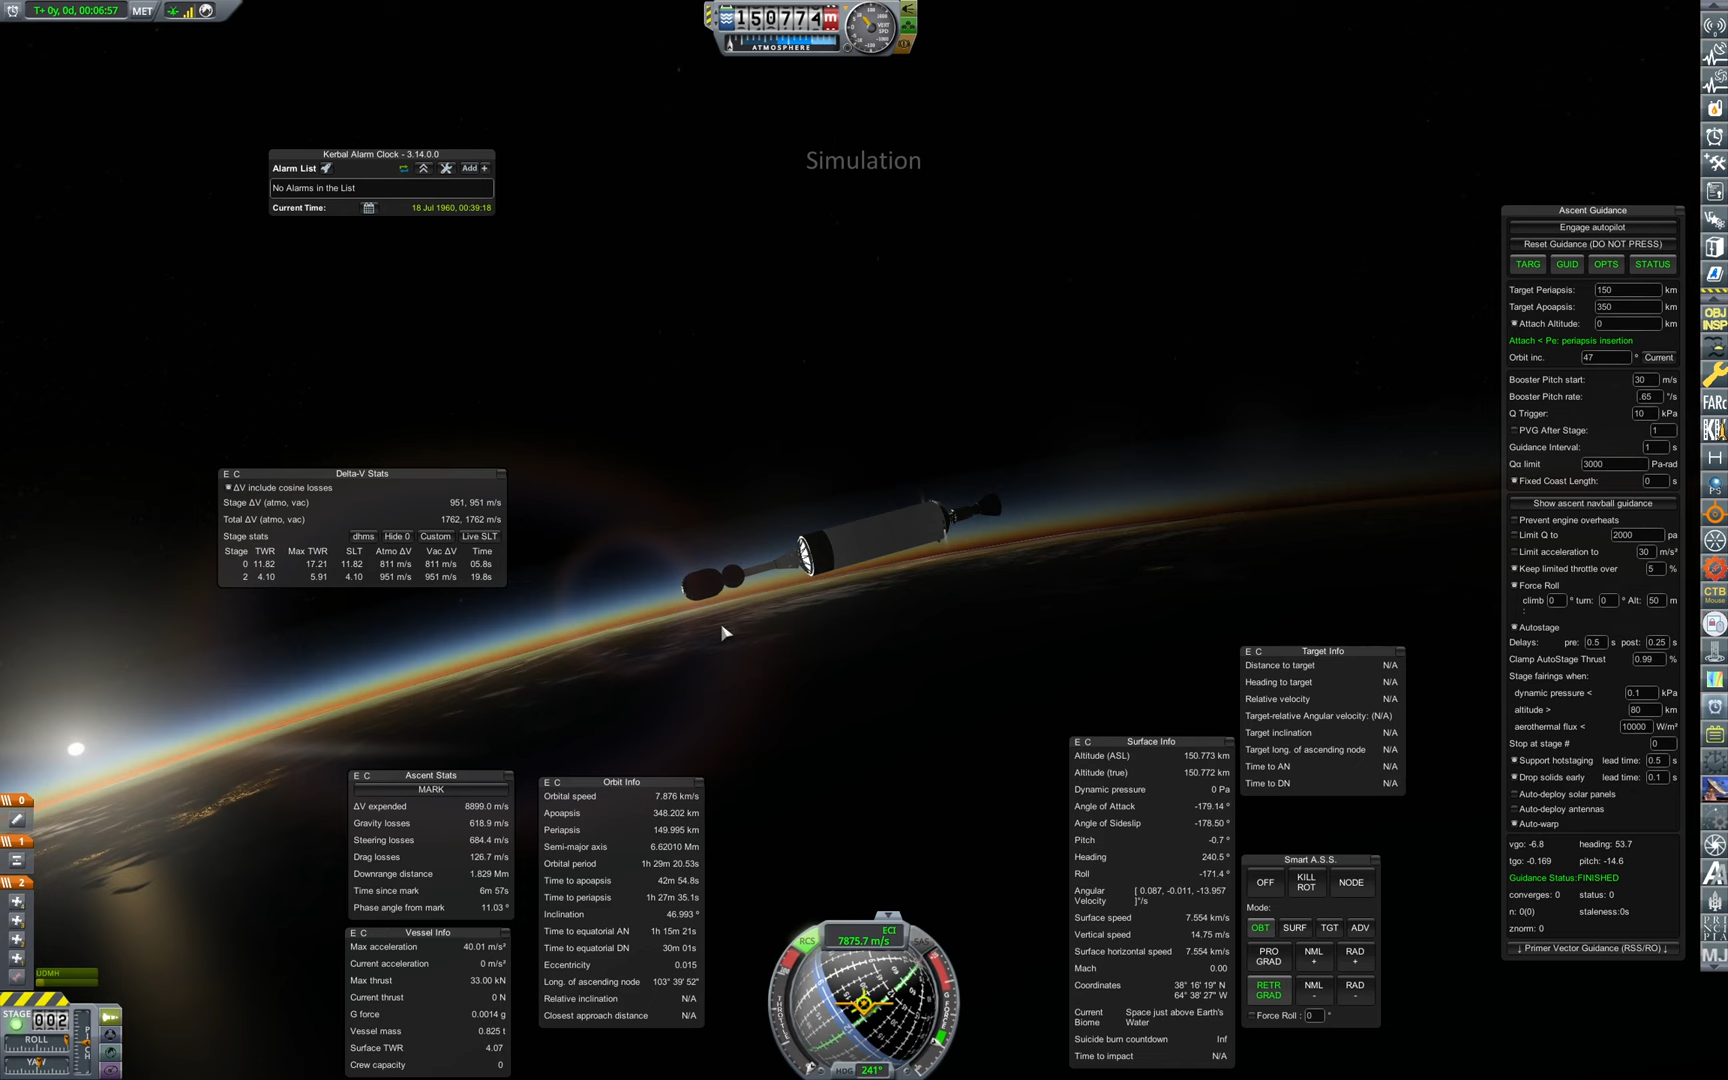 T+ 0y, 0d, 00:06:57 MET
150774 m
ATMOSPHERE
Simulation
Kerbal Alarm Clock - 3.14.0.0
Alarm List Add +
No Alarms in the List
Current Time: 18 Jul 1960, 00:39:18
E C Delta-V Stats
ΔV include cosine losses
Stage ΔV (atmo, vac) 951, 951 m/s
Total ΔV (atmo, vac) 1762, 1762 m/s
Stage stats dhms Hide 0 Custom Live SLT
Stage TWR Max TWR SLT Atmo ΔV Vac ΔV Time
0 11.82 17.21 11.82 811 m/s 811 m/s 05.8s
2 4.10 5.91 4.10 951 m/s 951 m/s 19.8s
E C Ascent Stats
MARK
ΔV expended 8899.0 m/s
Gravity losses 618.9 m/s
Steering losses 684.4 m/s
Drag losses 126.7 m/s
Downrange distance 1.829 Mm
Time since mark 6m 57s
Phase angle from mark 11.03 º
E C Vessel Info
Max acceleration 40.01 m/s²
Current acceleration 0 m/s²
Max thrust 33.00 kN
Current thrust 0 N
G force 0.0014 g
Vessel mass 0.825 t
Surface TWR 4.07
Crew capacity 0
E C Orbit Info
Orbital speed 7.876 km/s
Apoapsis 348.202 km
Periapsis 149.995 km
Semi-major axis 6.62010 Mm
Orbital period 1h 29m 20.53s
Time to apoapsis 42m 54.8s
Time to periapsis 1h 27m 35.1s
Inclination 46.993 º
Time to equatorial AN 1h 15m 21s
Time to equatorial DN 30m 01s
Eccentricity 0.015
Long. of ascending node 103° 39' 52"
Relative inclination N/A
Closest approach distance N/A
0
1
2
UDMH
STAGE 002
ROLL
YAW
PITCH
RCS ECI SAS
7875.7 m/s
HDG 241°
E C Surface Info
Altitude (ASL) 150.773 km
Altitude (true) 150.772 km
Dynamic pressure 0 Pa
Angle of Attack -179.14 º
Angle of Sideslip -178.50 º
Pitch -0.7 º
Heading 240.5 º
Roll -171.4 º
Angular Velocity [ 0.087, -0.011, -13.957 ]°/s
Surface speed 7.554 km/s
Vertical speed 14.75 m/s
Surface horizontal speed 7.554 km/s
Mach 0.00
Coordinates 38° 16' 19" N
64° 38' 27" W
Current Biome Space just above Earth's Water
Suicide burn countdown Inf
Time to impact N/A
E C Target Info
Distance to target N/A
Heading to target N/A
Relative velocity N/A
Target-relative Angular velocity: (N/A)
Target inclination N/A
Target long. of ascending node N/A
Time to AN N/A
Time to DN N/A
Smart A.S.S.
OFF KILL ROT NODE
Mode:
OBT SURF TGT ADV
PRO GRAD NML + RAD +
RETR GRAD NML - RAD -
Force Roll : 0 °
Ascent Guidance
Engage autopilot
Reset Guidance (DO NOT PRESS)
TARG GUID OPTS STATUS
Target Periapsis: 150 km
Target Apoapsis: 350 km
Attach Altitude: 0 km
Attach < Pe: periapsis insertion
Orbit inc. 47 º Current
Booster Pitch start: 30 m/s
Booster Pitch rate: .65 °/s
Q Trigger: 10 kPa
PVG After Stage: 1
Guidance Interval: 1 s
Qα limit 3000 Pa-rad
Fixed Coast Length: 0 s
Show ascent navball guidance
Prevent engine overheats
Limit Q to 2000 pa
Limit acceleration to 30 m/s²
Keep limited throttle over 5 %
Force Roll
climb : 0 º turn: 0 º Alt: 50 m
Autostage
Delays: pre: 0.5 s post: 0.25 s
Clamp AutoStage Thrust 0.99 %
Stage fairings when:
dynamic pressure < 0.1 kPa
altitude > 80 km
aerothermal flux < 10000 W/m²
Stop at stage # 0
Support hotstaging lead time: 0.5 s
Drop solids early lead time: 0.1 s
Auto-deploy solar panels
Auto-deploy antennas
Auto-warp
vgo: -6.8 heading: 53.7
tgo: -0.169 pitch: -14.6
Guidance Status:FINISHED
converges: 0 status: 0
n: 0(0) staleness:0s
znorm: 0
↓ Primer Vector Guidance (RSS/RO) ↓
OBJ INSP
FARc
CTB Mouse
PRINCIPIA
MJ